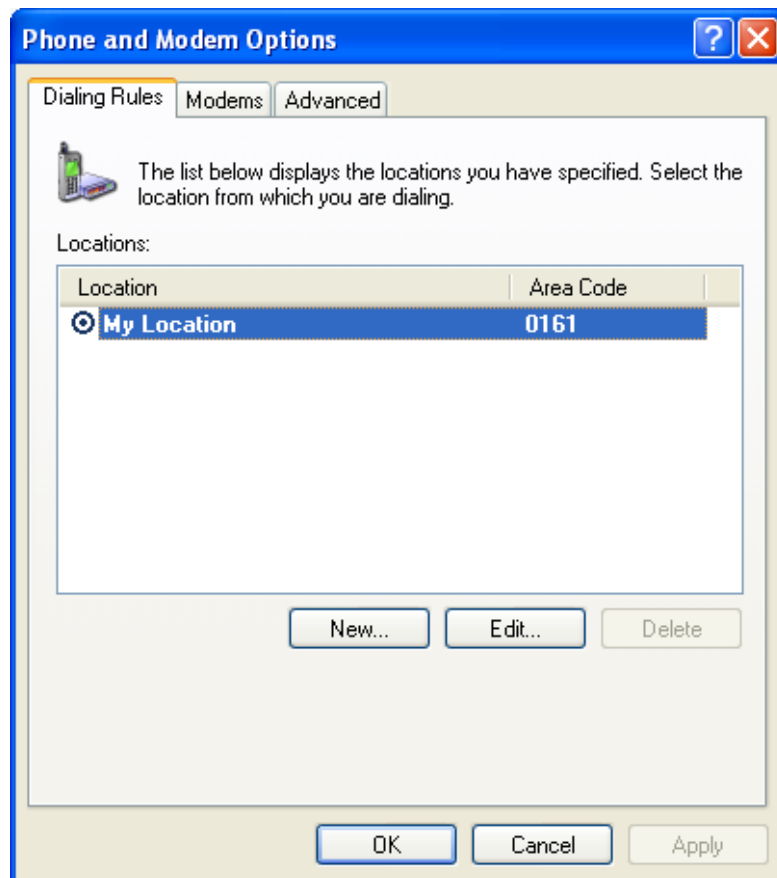 Phone and Modem Options
?
Dialing Rules Modems Advanced
The list below displays the locations you have specified. Select the
location from which you are dialing.
Locations:
Location Area Code
My Location 0161
New... Edit... Delete
OK Cancel Apply